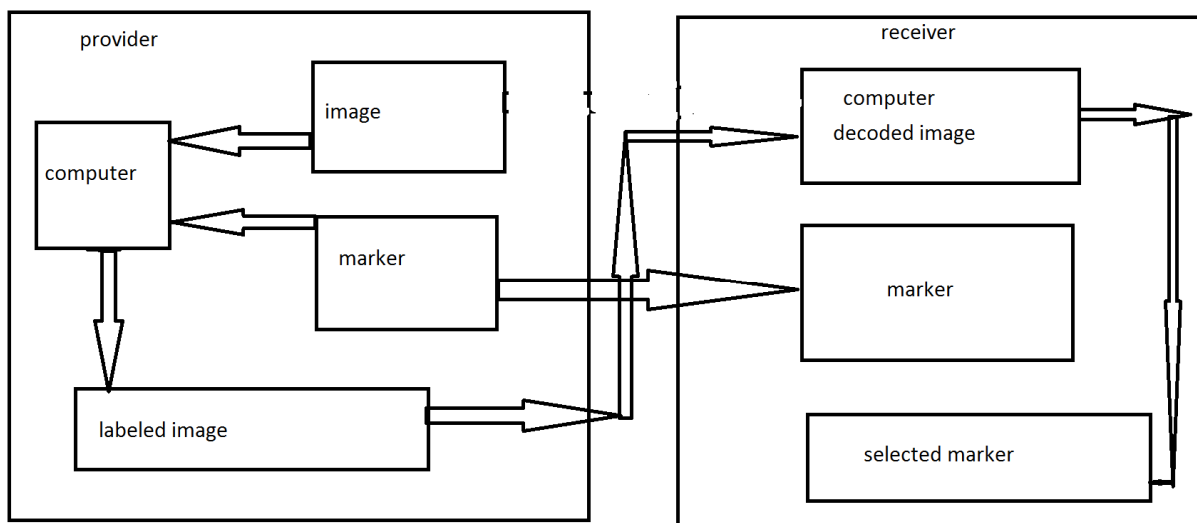 provider
image
computer
marker
labeled image
receiver
computer
decoded image
marker
selected marker